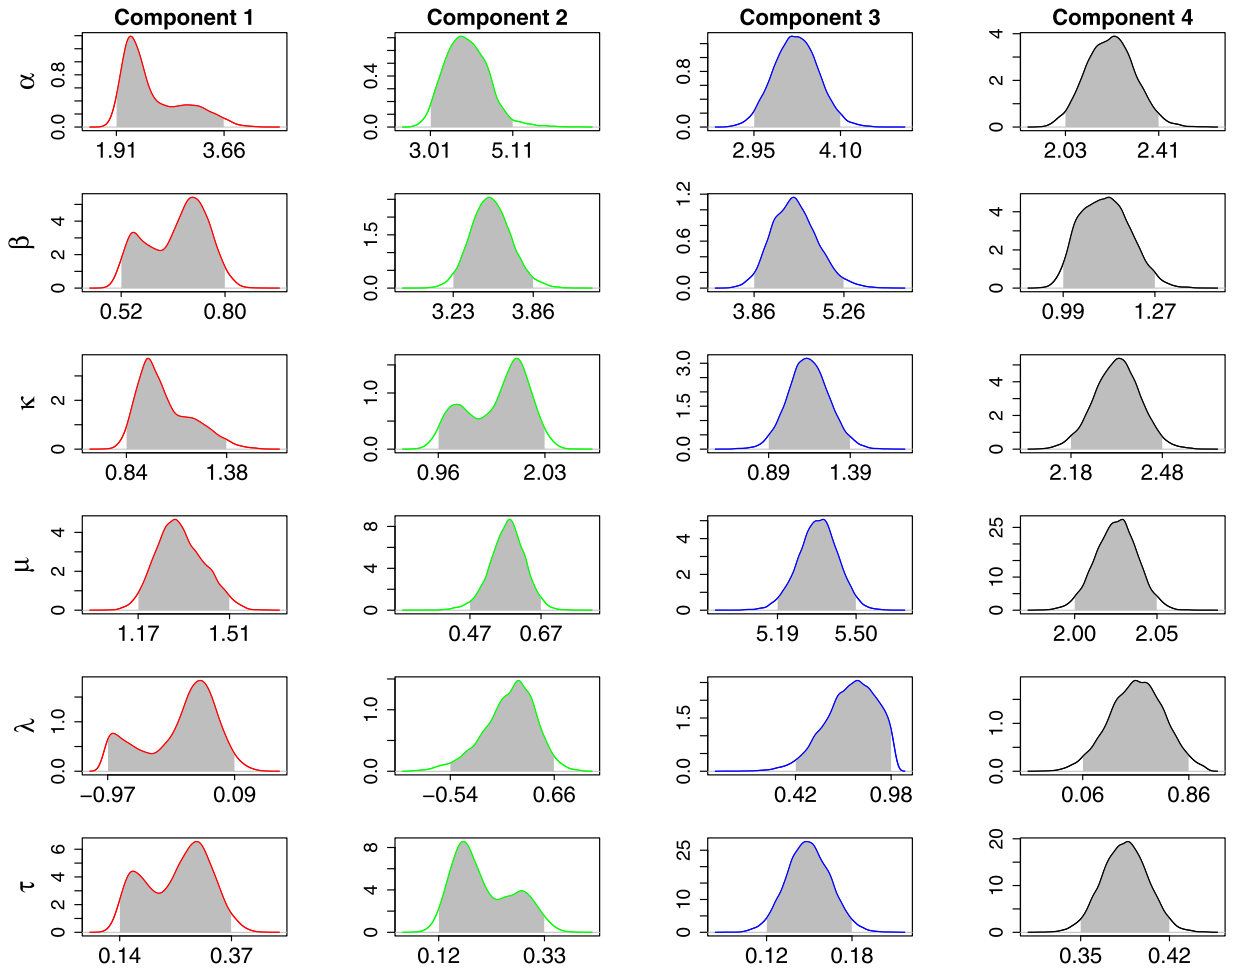 Component 1 Component 2 Component 3 Component 4
α 0.0 0.8 0.0 0.4 0.0 0.8 0 2 4
1.91 3.66 3.01 5.11 2.95 4.10 2.03 2.41
β 0 2 4 0.0 1.5 0.0 0.6 1.2 0 2 4
0.52 0.80 3.23 3.86 3.86 5.26 0.99 1.27
κ 0 2 0.0 1.0 0.0 1.5 3.0 0 2 4
0.84 1.38 0.96 2.03 0.89 1.39 2.18 2.48
μ 0 2 4 0 4 8 0 2 4 0 10 25
1.17 1.51 0.47 0.67 5.19 5.50 2.00 2.05
λ 0.0 1.0 0.0 1.0 0.0 1.5 0.0 1.0
−0.97 0.09 −0.54 0.66 0.42 0.98 0.06 0.86
τ 0 2 4 6 0 4 8 0 10 25 0 10 20
0.14 0.37 0.12 0.33 0.12 0.18 0.35 0.42